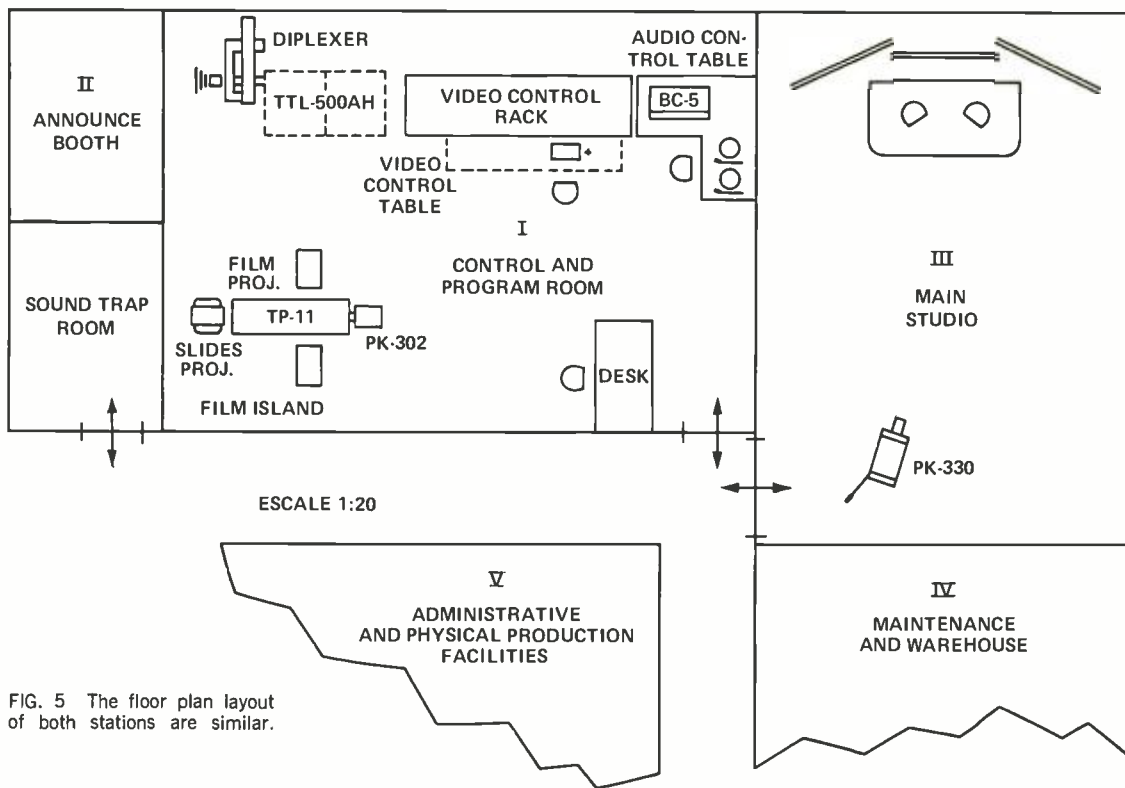 II
ANNOUNCE
BOOTH
DIPLEXER
TTL-500AH
VIDEO CONTROL
RACK
AUDIO CON-
TROL TABLE
BC-5
VIDEO
CONTROL
TABLE
I
CONTROL AND
PROGRAM ROOM
III
MAIN
STUDIO
SOUND TRAP
ROOM
FILM
PROJ.
TP-11
PK-302
SLIDES
PROJ.
FILM ISLAND
DESK
PK-330
ESCALE 1:20
V
ADMINISTRATIVE
AND PHYSICAL PRODUCTION
FACILITIES
IV
MAINTENANCE
AND WAREHOUSE
FIG. 5 The floor plan layout
of both stations are similar.